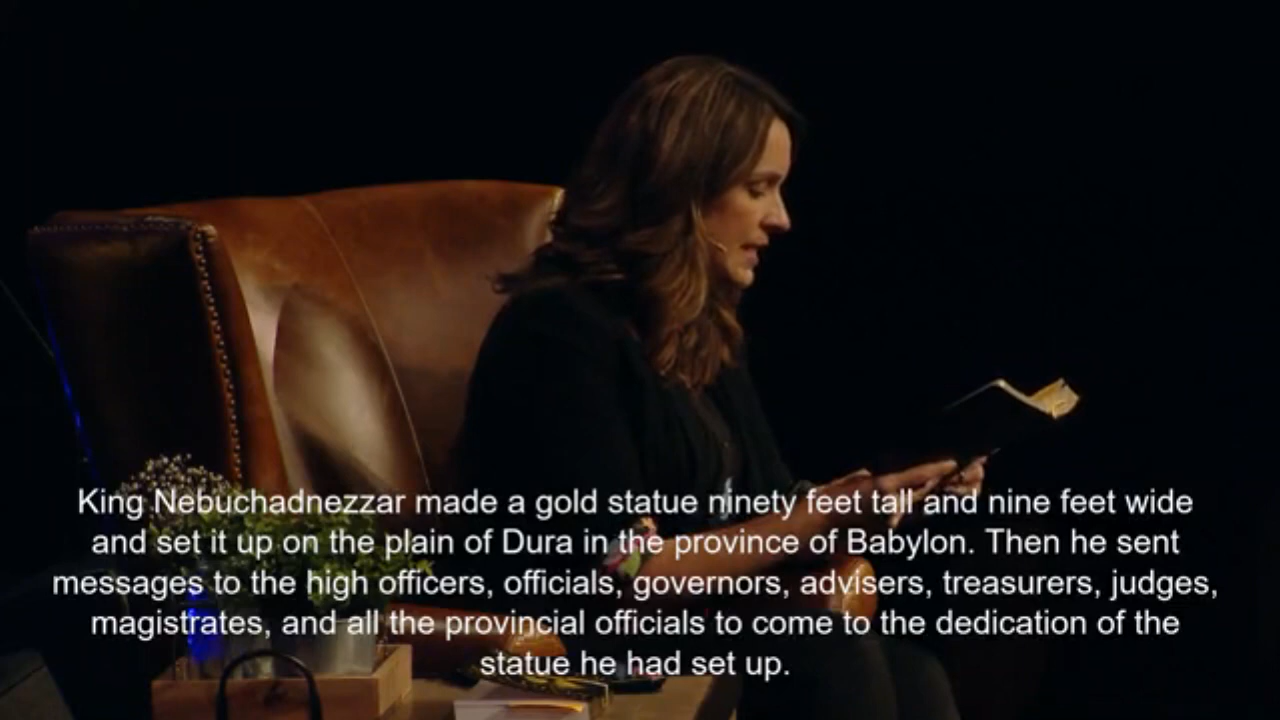 King Nebuchadnezzar made a gold statue ninety feet tall and nine feet wide
and set it up on the plain of Dura in the province of Babylon. Then he sent
messages to the high officers, officials, governors, advisers, treasurers, judges,
magistrates, and all the provincial officials to come to the dedication of the
statue he had set up.